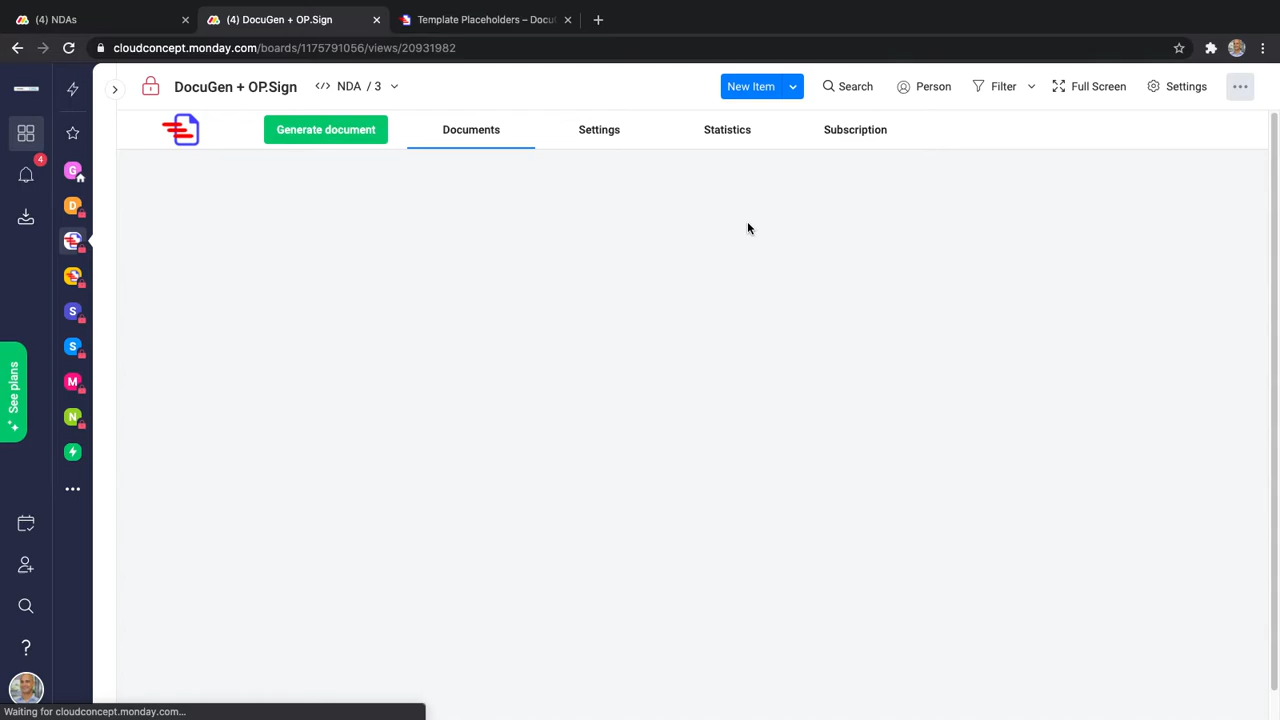 (4) NDAs
(4) DocuGen + OP.Sign
Template Placeholders – Docu
cloudconcept.monday.com/boards/1175791056/views/20931982
DocuGen + OP.Sign
NDA / 3
New Item
Search
Person
Filter
Full Screen
Settings
Generate document
Documents
Settings
Statistics
Subscription
4
G
D
S
S
M
N
See plans
?
Waiting for cloudconcept.monday.com...